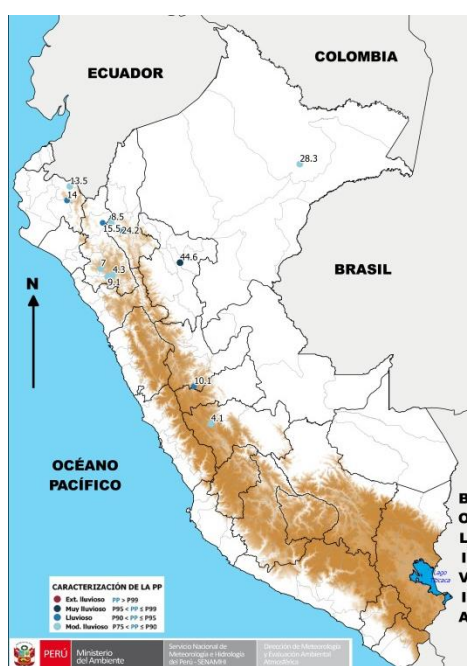 COLOMBIA
ECUADOR
28.3
13.5
14
8.5
15.5
24.2
44.6
7
4.3
9.1
BRASIL
N
10.1
4.1
OCÉANO
PACÍFICO
BOLIVIA
Lago
CARACTERIZACIÓN DE LA PP
Ext. lluvioso PP > P99
Muy lluvioso P95 < PP ≤ P99
Lluvioso P90 < PP ≤ P95
Mod. lluvioso P75 < PP ≤ P90
PERÚ
Ministerio
del Ambiente
Servicio Nacional de
Meteorología e Hidrología
del Perú - SENAMHI
Dirección de Meteorología
y Evaluación Ambiental
Atmosférica